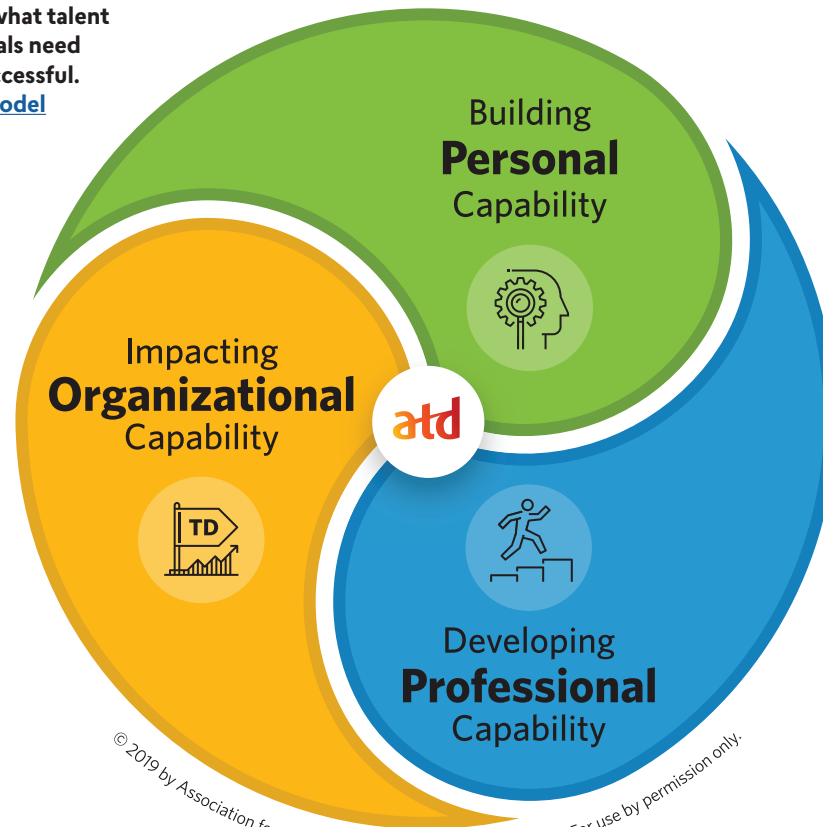 what talent
als need
ccessful.
odel
Building
Personal
Capability
Impacting
Organizational
Capability
atd
TD
Developing
Professional
Capability
© 2019 by Association fo
For use by permission only.